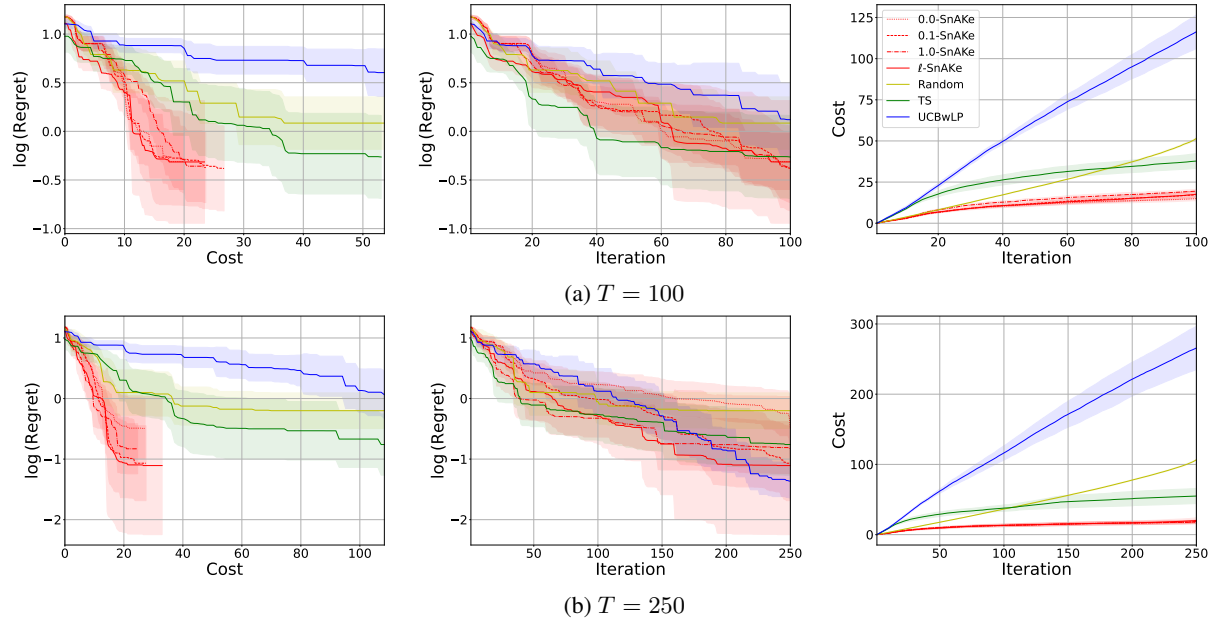 1.0
0.5
0.0
−0.5
−1.0
log(Regret)
0 10 20 30 40 50
Cost
1.0
0.5
0.0
−0.5
−1.0
log(Regret)
20 40 60 80 100
Iteration
125
100
75
50
25
0
Cost
0.0-SnAKe
0.1-SnAKe
1.0-SnAKe
ℓ-SnAKe
Random
TS
UCBwLP
20 40 60 80 100
Iteration
(a) T = 100
1
0
−1
−2
log(Regret)
0 20 40 60 80 100
Cost
1
0
−1
−2
log(Regret)
50 100 150 200 250
Iteration
300
200
100
0
Cost
50 100 150 200 250
Iteration
(b) T = 250